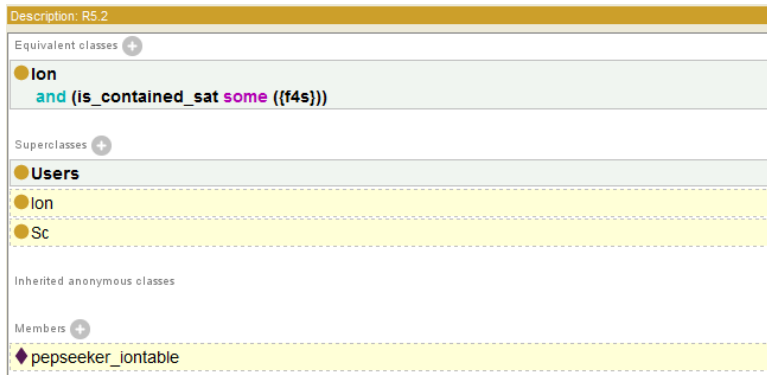 Description: R5.2
Equivalent classes
Ion
and (is_contained_sat some ({f4s}))
Superclasses
Users
Ion
Sc
Inherited anonymous classes
Members
pepseeker_iontable